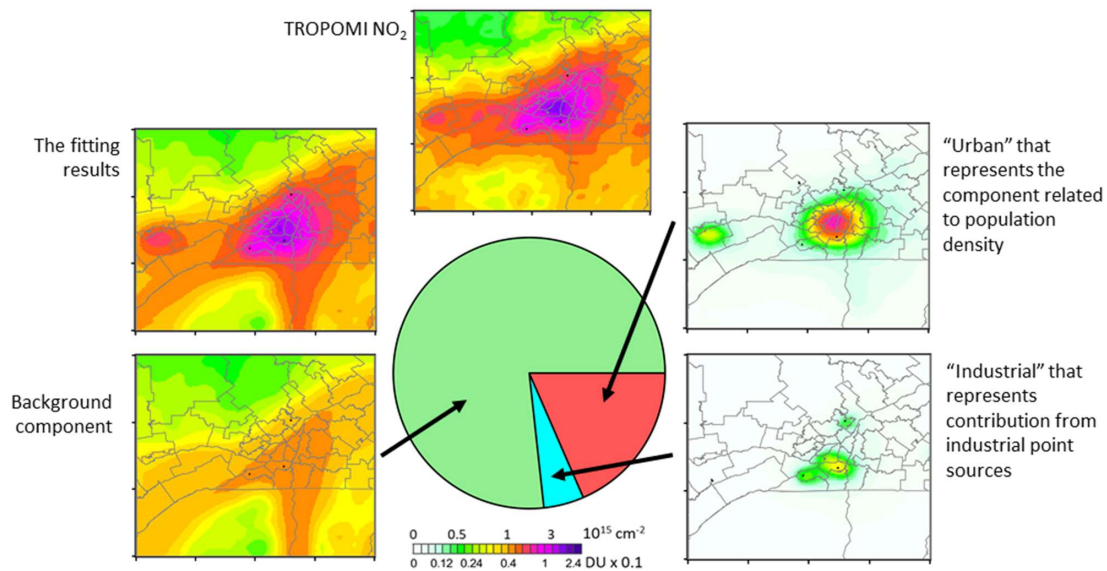 TROPOMI NO₂
The fitting
results
"Urban" that
represents the
component related
to population
density
Background
component
"Industrial" that
represents
contribution from
industrial point
sources
0 0.5 1 3 10¹⁵ cm⁻²
0 0.12 0.24 0.4 1 2.4 DU x 0.1